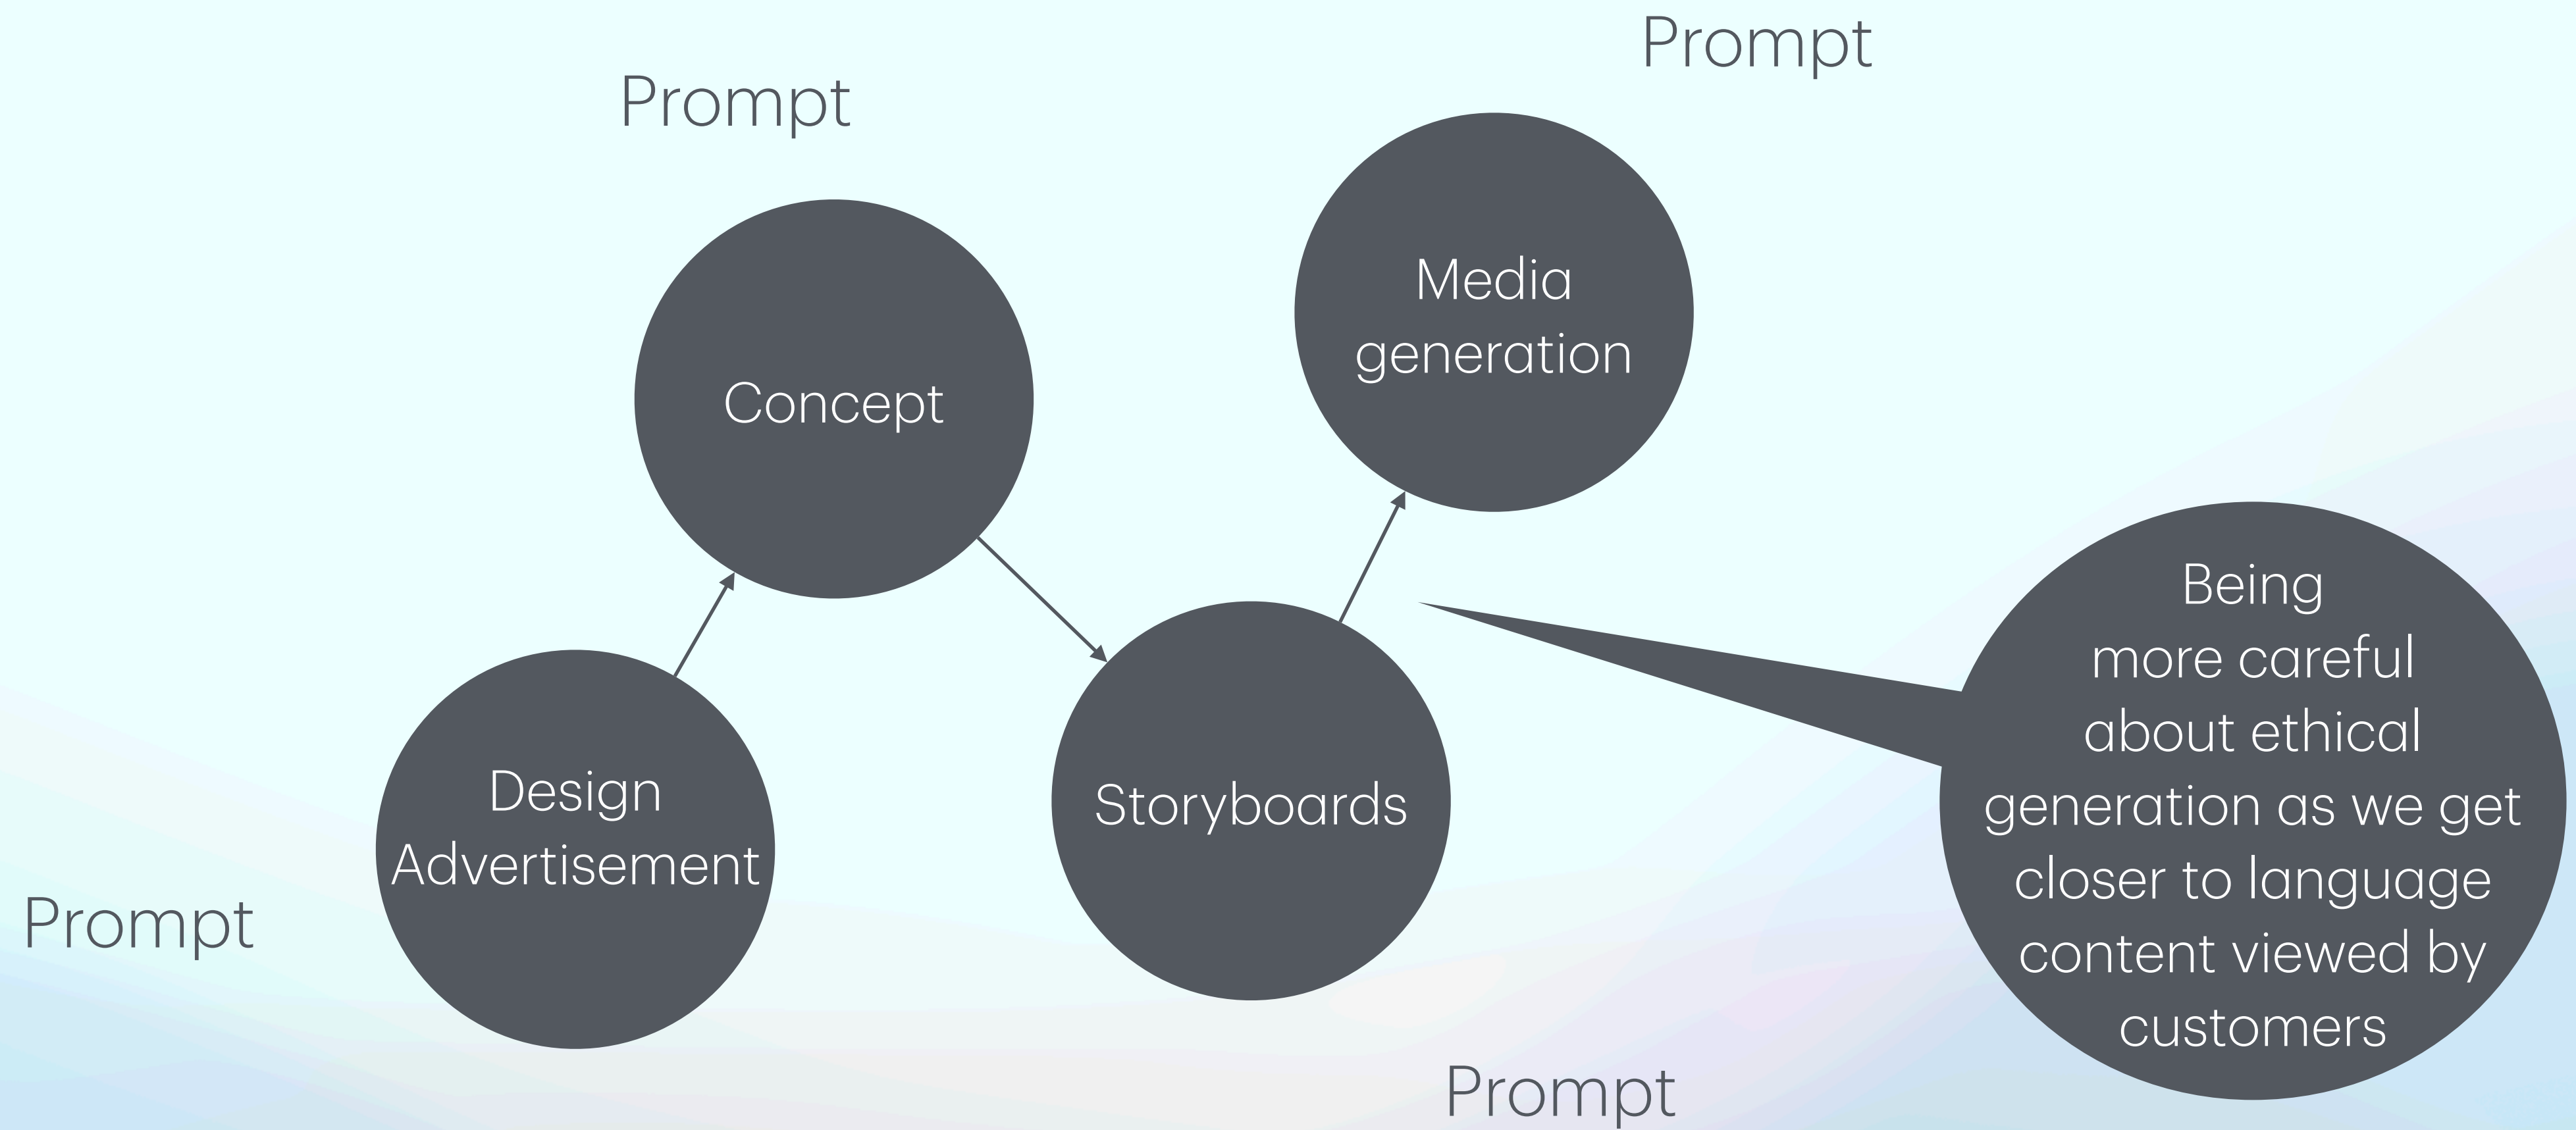 Prompt
Prompt
Concept
Media
generation
Design
Advertisement
Storyboards
Being
more careful
about ethical
generation as we get
closer to language
content viewed by
customers
Prompt
Prompt